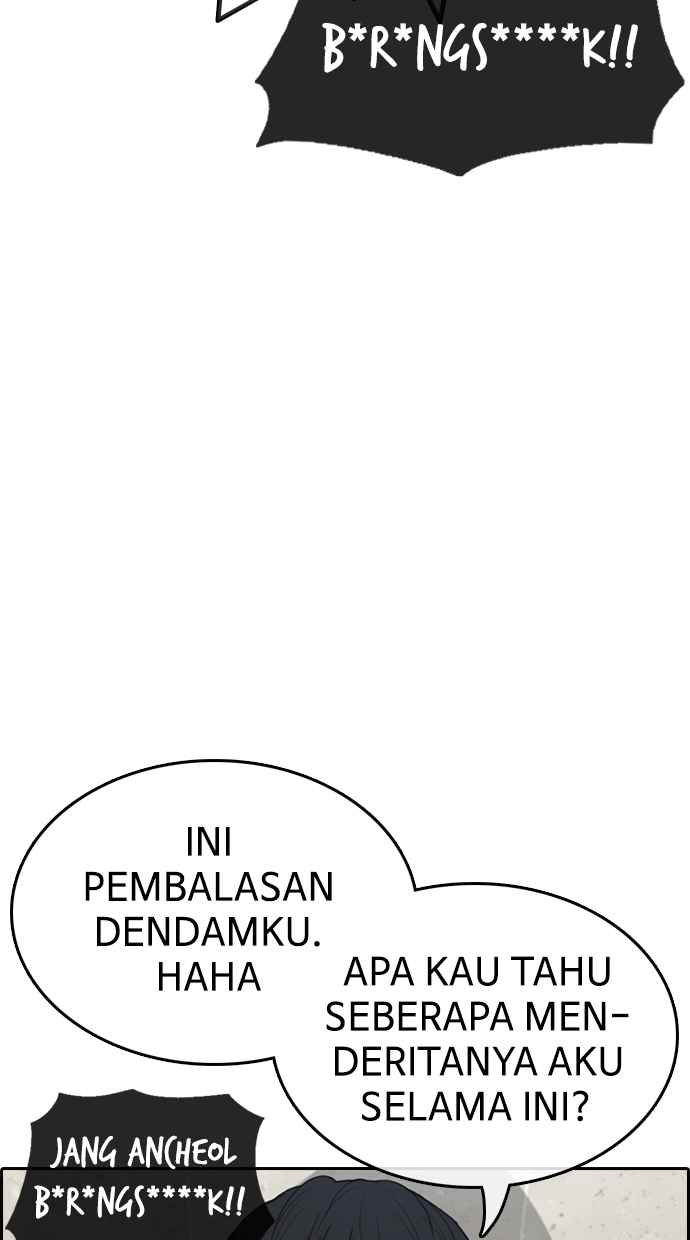 B*R*NGS****K!!
INI
PEMBALASAN
DENDAMKU.
HAHA
APA KAU TAHU
SEBERAPA MEN-
DERITANYA AKU
SELAMA INI?
JANG ANCHEOL
B*R*NGS****K!!